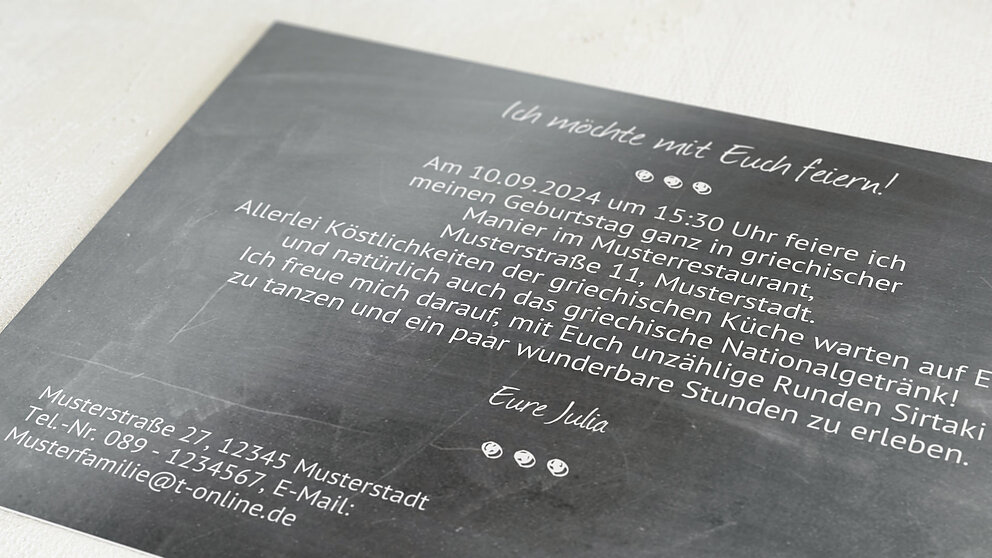 Ich möchte mit Euch feiern!
Am 10.09.2024 um 15:30 Uhr feiere ich
meinen Geburtstag ganz in griechischer
Manier im Musterrestaurant,
Musterstraße 11, Musterstadt.
Allerlei Köstlichkeiten der griechischen Küche warten auf E
und natürlich auch das griechische Nationalgetränk!
Ich freue mich darauf, mit Euch unzählige Runden Sirtaki
zu tanzen und ein paar wunderbare Stunden zu erleben.
Eure Julia
Musterstraße 27, 12345 Musterstadt
Tel.-Nr. 089 - 1234567, E-Mail:
Musterfamilie@t-online.de